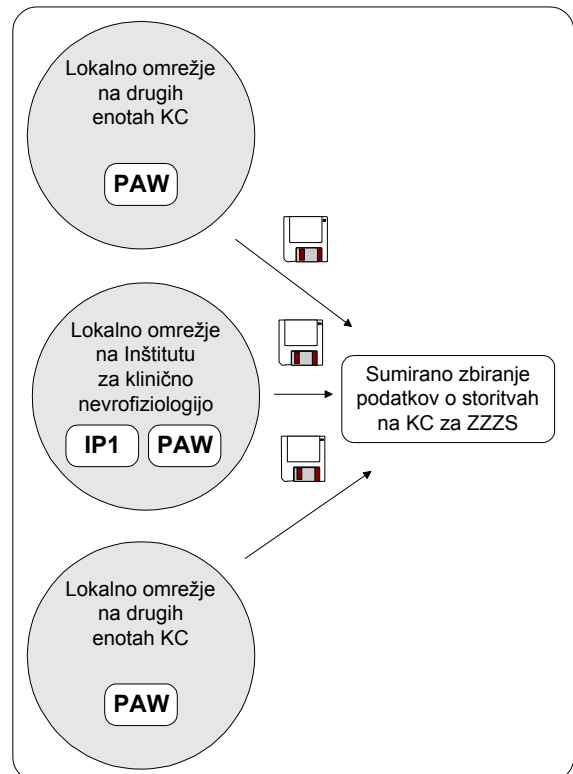 Lokalno omrežje
na drugih
enotah KC
PAW
Lokalno omrežje
na Inštitutu
za klinično
nevrofiziologijo
IP1 PAW
Sumirano zbiranje
podatkov o storitvah
na KC za ZZZS
Lokalno omrežje
na drugih
enotah KC
PAW